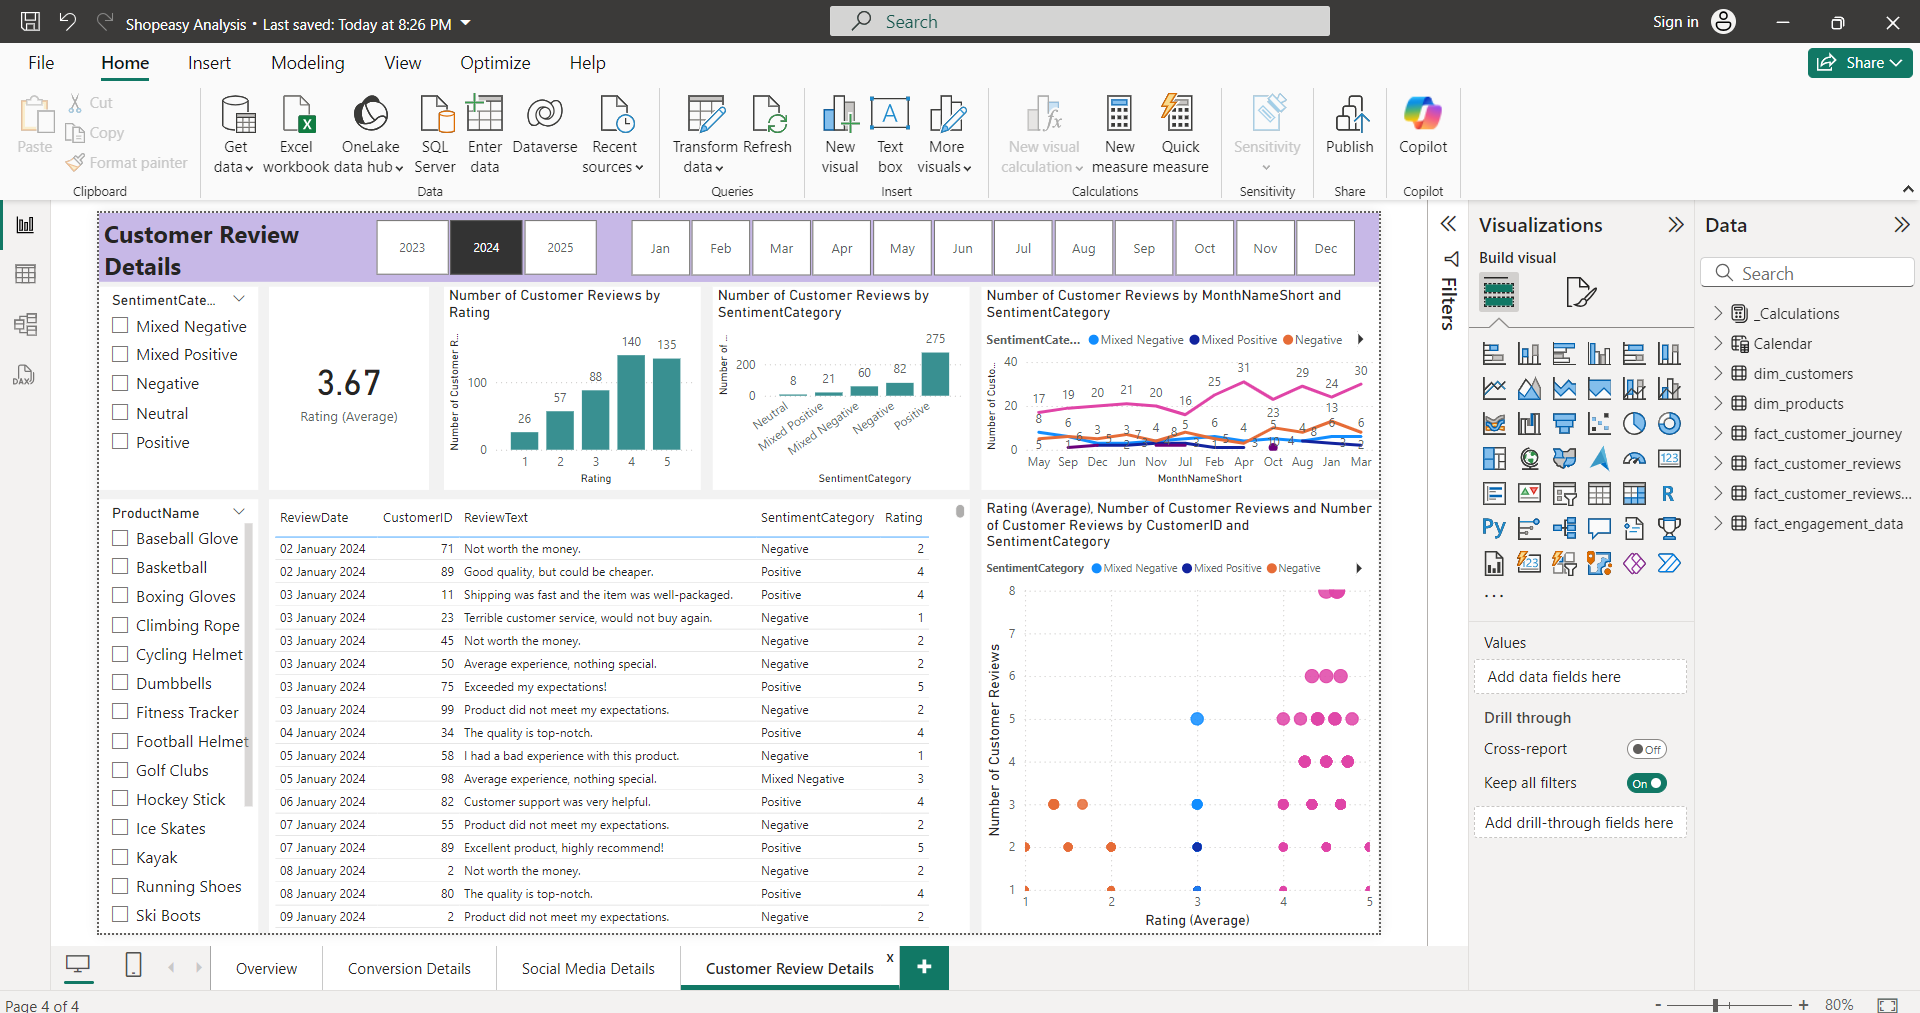 Shopeasy Analysis • Last saved: Today at 8:26 PM
Search
Sign in
File Home Insert Modeling View Optimize Help
Share
Paste
Cut
Copy
Format painter
Clipboard
Get data
Excel workbook
OneLake data hub
SQL Server
Enter data
Dataverse
Recent sources
Data
Transform data
Refresh
Queries
New visual
Text box
More visuals
Insert
New visual calculation
New measure
Quick measure
Calculations
Sensitivity
Sensitivity
Publish
Share
Copilot
Copilot
Customer Review
Details
2023 2024 2025
Jan Feb Mar Apr May Jun Jul Aug Sep Oct Nov Dec
SentimentCate...
Mixed Negative
Mixed Positive
Negative
Neutral
Positive
3.67
Rating (Average)
Number of Customer Reviews by
Rating
Number of Customer R...
100
0
26 57 88 140 135
1 2 3 4 5
Rating
Number of Customer Reviews by
SentimentCategory
Number of ...
200
0
8 21 60 82 275
Neutral
Mixed Positive
Mixed Negative
Negative
Positive
SentimentCategory
Number of Customer Reviews by MonthNameShort and
SentimentCategory
SentimentCate... Mixed Negative Mixed Positive Negative
Number of Custo...
40
20
0
17 19 20 21 20 16 25 31 23 29 24 30
May Sep Dec Jun Nov Jul Feb Apr Oct Aug Jan Mar
MonthNameShort
ProductName
Baseball Glove
Basketball
Boxing Gloves
Climbing Rope
Cycling Helmet
Dumbbells
Fitness Tracker
Football Helmet
Golf Clubs
Hockey Stick
Ice Skates
Kayak
Running Shoes
Ski Boots
ReviewDate CustomerID ReviewText SentimentCategory Rating
02 January 2024 71 Not worth the money. Negative 2
02 January 2024 89 Good quality, but could be cheaper. Positive 4
03 January 2024 11 Shipping was fast and the item was well-packaged. Positive 4
03 January 2024 23 Terrible customer service, would not buy again. Negative 1
03 January 2024 45 Not worth the money. Negative 2
03 January 2024 50 Average experience, nothing special. Negative 2
03 January 2024 75 Exceeded my expectations! Positive 5
03 January 2024 99 Product did not meet my expectations. Negative 2
04 January 2024 34 The quality is top-notch. Positive 4
05 January 2024 58 I had a bad experience with this product. Negative 1
05 January 2024 98 Average experience, nothing special. Mixed Negative 3
06 January 2024 82 Customer support was very helpful. Positive 4
07 January 2024 55 Product did not meet my expectations. Negative 2
07 January 2024 89 Excellent product, highly recommend! Positive 5
08 January 2024 2 Not worth the money. Negative 2
08 January 2024 80 The quality is top-notch. Positive 4
09 January 2024 2 Product did not meet my expectations. Negative 2
Rating (Average), Number of Customer Reviews and Number
of Customer Reviews by CustomerID and
SentimentCategory
SentimentCategory Mixed Negative Mixed Positive Negative
Number of Customer Reviews
8
7
6
5
4
3
2
1
1 2 3 4 5
Rating (Average)
Filters
Visualizations
Build visual
123
R
Py
123
...
Values
Add data fields here
Drill through
Cross-report Off
Keep all filters On
Add drill-through fields here
Data
Search
_Calculations
Calendar
dim_customers
dim_products
fact_customer_journey
fact_customer_reviews
fact_customer_reviews...
fact_engagement_data
DAX
Overview
Conversion Details
Social Media Details
Customer Review Details
x
+
Page 4 of 4
- + 80%